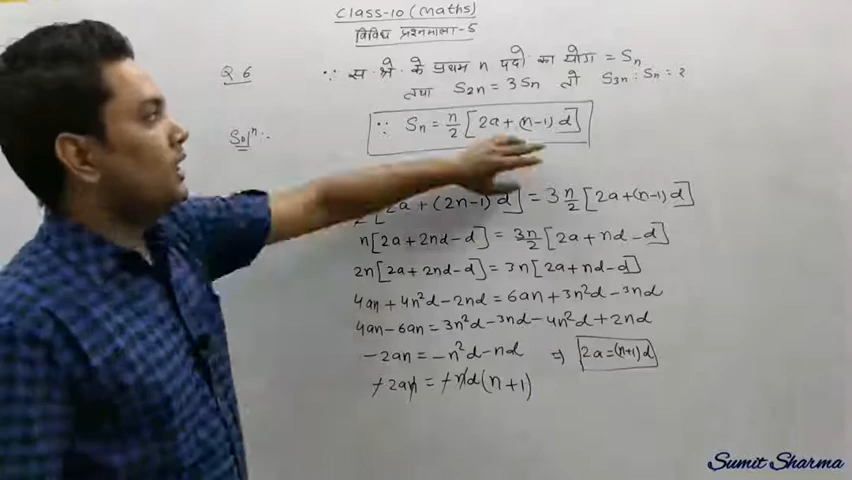 Class-10 (Maths)
विविध प्रश्नमाला-5
Q.6 ∵ स.श्रे. के प्रथम n पदों का योग = Sn
तथा S2n = 3Sn तो S3n : Sn = ?
Solⁿ:- ∵ Sn = n/2 [2a+(n-1)d]
[2a+(2n-1)d] = 3 n/2 [2a+(n-1)d]
n[2a+2nd-d] = 3n/2 [2a+nd-d]
2n[2a+2nd-d] = 3n[2a+nd-d]
4an+4n²d-2nd = 6an+3n²d-3nd
4an-6an = 3n²d-3nd-4n²d+2nd
-2an = -n²d-nd ⇒ 2a=(n+1)d
-2an = -nd(n+1)
Sumit Sharma